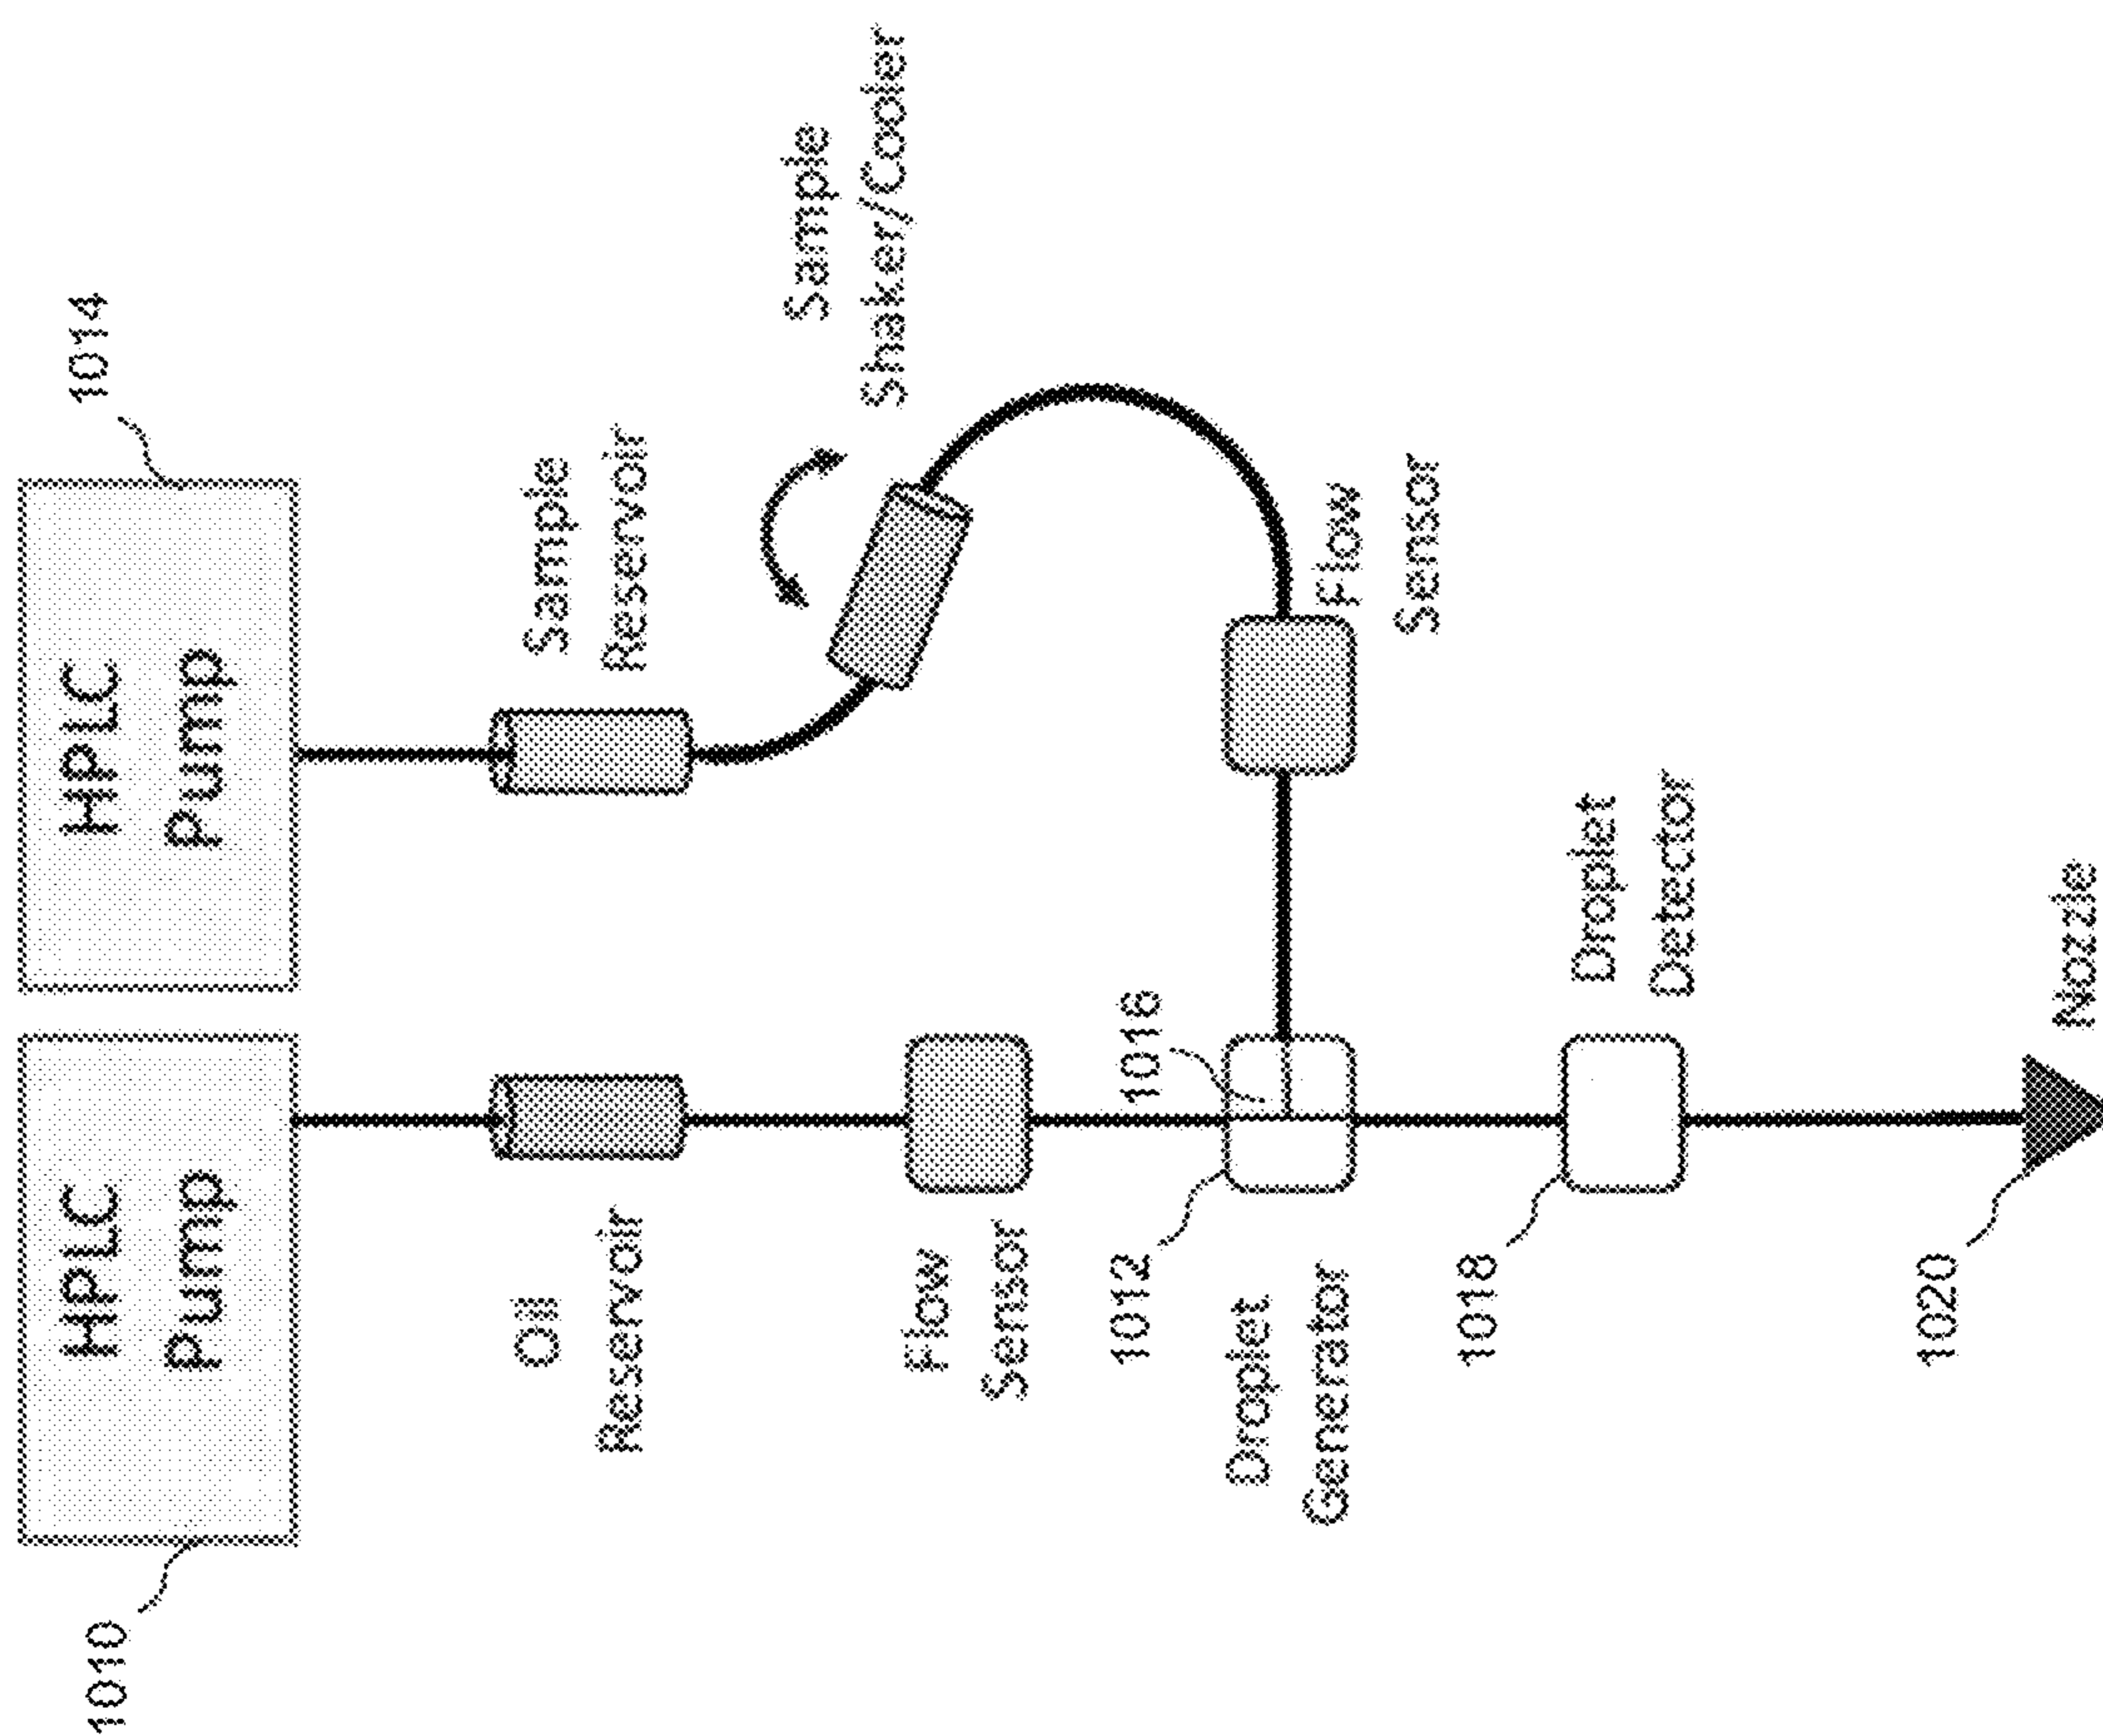 1010
HPLC
Pump
1014
HPLC
Pump
Oil
Reservoir
Sample
Reservoir
Sample
Shaker/Cooler
Flow
Sensor
Flow
Sensor
1012
1016
Droplet
Generator
1018
Droplet
Detector
1020
Nozzle